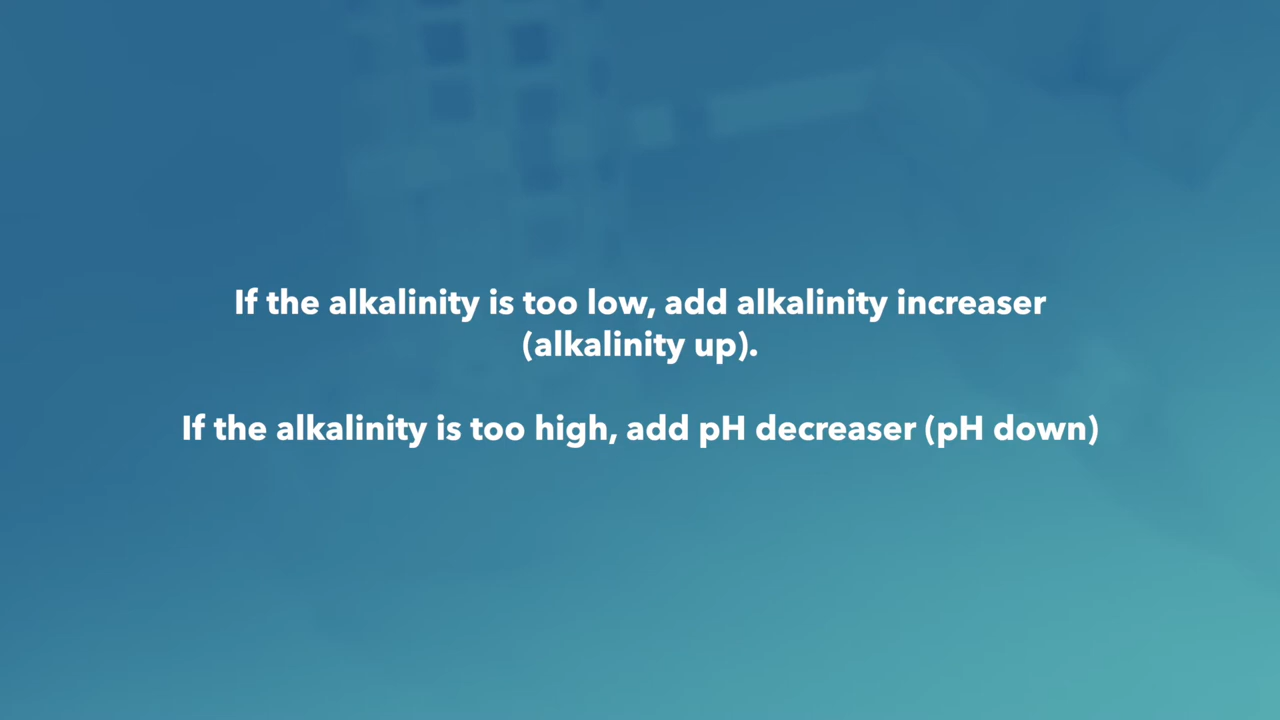 If the alkalinity is too low, add alkalinity increaser
(alkalinity up).
If the alkalinity is too high, add pH decreaser (pH down)